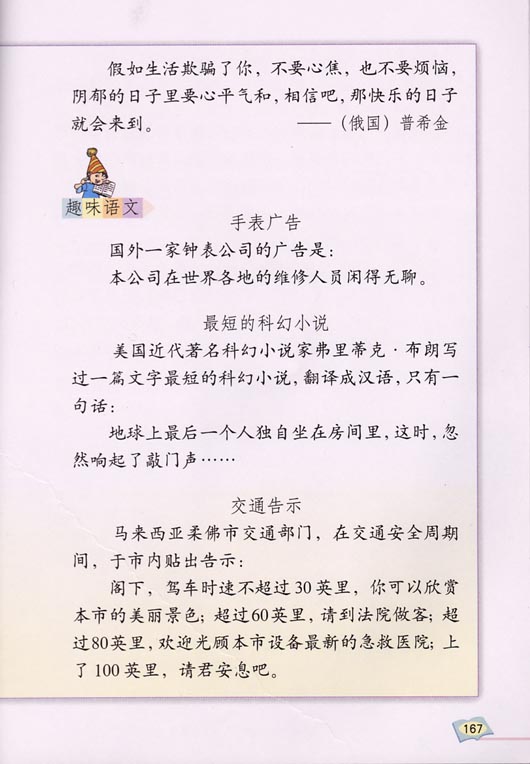 假如生活欺骗了你，不要心焦，也不要烦恼，
阴郁的日子里要心平气和，相信吧，那快乐的日子
就会来到。 ——（俄国）普希金
趣味语文
手表广告
国外一家钟表公司的广告是：
本公司在世界各地的维修人员闲得无聊。
最短的科幻小说
美国近代著名科幻小说家弗里蒂克·布朗写
过一篇文字最短的科幻小说，翻译成汉语，只有一
句话：
地球上最后一个人独自坐在房间里，这时，忽
然响起了敲门声……
交通告示
马来西亚柔佛市交通部门，在交通安全周期
间，于市内贴出告示：
阁下，驾车时速不超过30英里，你可以欣赏
本市的美丽景色；超过60英里，请到法院做客；超
过80英里，欢迎光顾本市设备最新的急救医院；上
了100英里，请君安息吧。
167